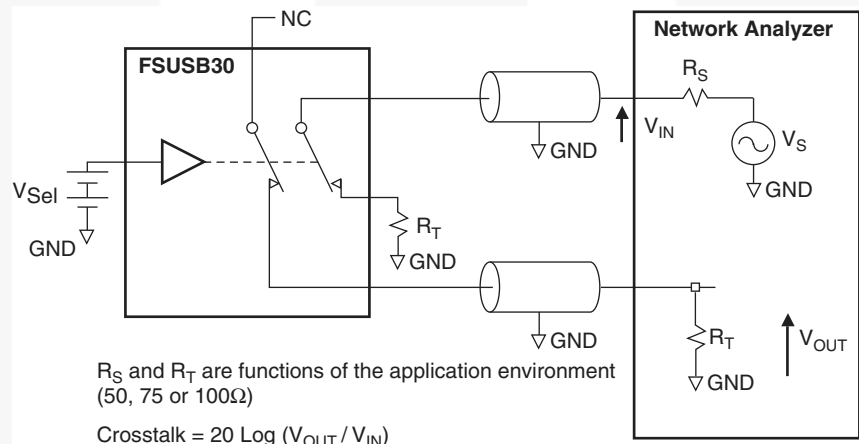 NC
Network Analyzer
FSUSB30
R_S
GND
V_IN
V_S
GND
V_Sel
GND
R_T
GND
GND
R_T
V_OUT
GND
R_S and R_T are functions of the application environment
(50, 75 or 100Ω)
Crosstalk = 20 Log (V_OUT / V_IN)